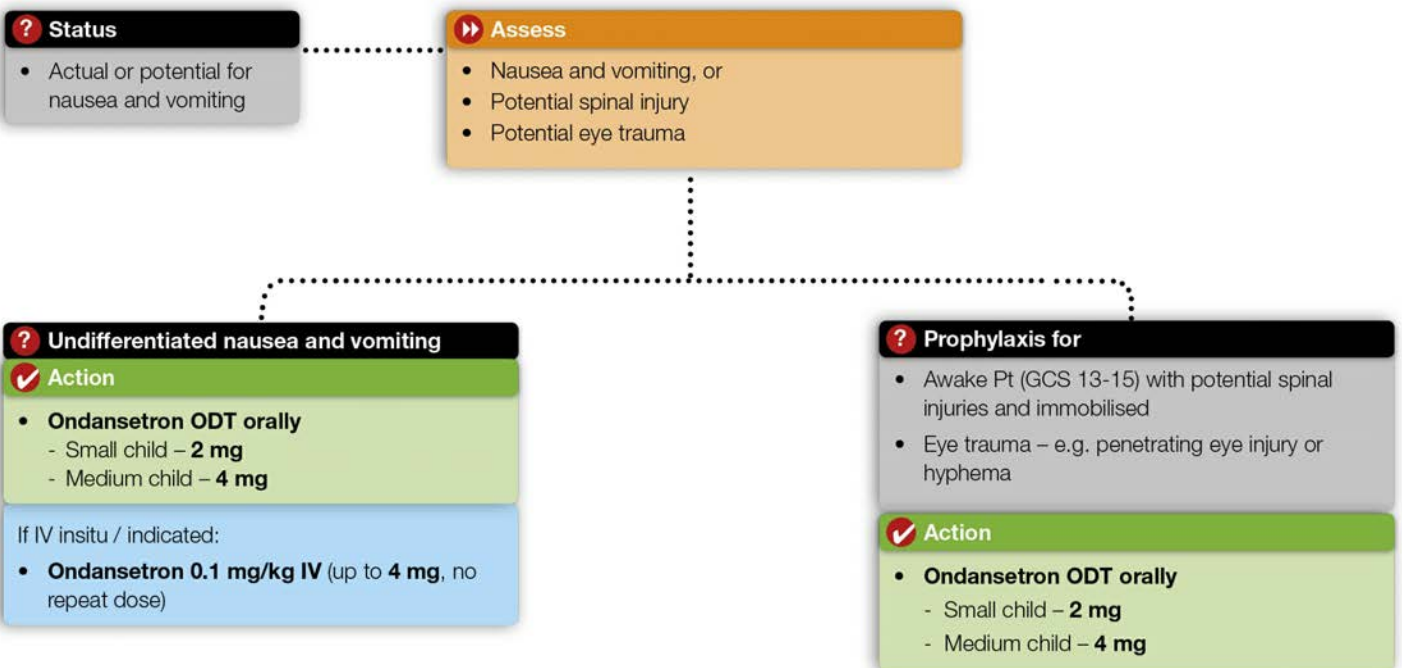 Status
• Actual or potential for
nausea and vomiting
Assess
• Nausea and vomiting, or
• Potential spinal injury
• Potential eye trauma
Undifferentiated nausea and vomiting
Action
• Ondansetron ODT orally
- Small child – 2 mg
- Medium child – 4 mg
If IV insitu / indicated:
• Ondansetron 0.1 mg/kg IV (up to 4 mg, no
repeat dose)
Prophylaxis for
• Awake Pt (GCS 13-15) with potential spinal
injuries and immobilised
• Eye trauma – e.g. penetrating eye injury or
hyphema
Action
• Ondansetron ODT orally
- Small child – 2 mg
- Medium child – 4 mg